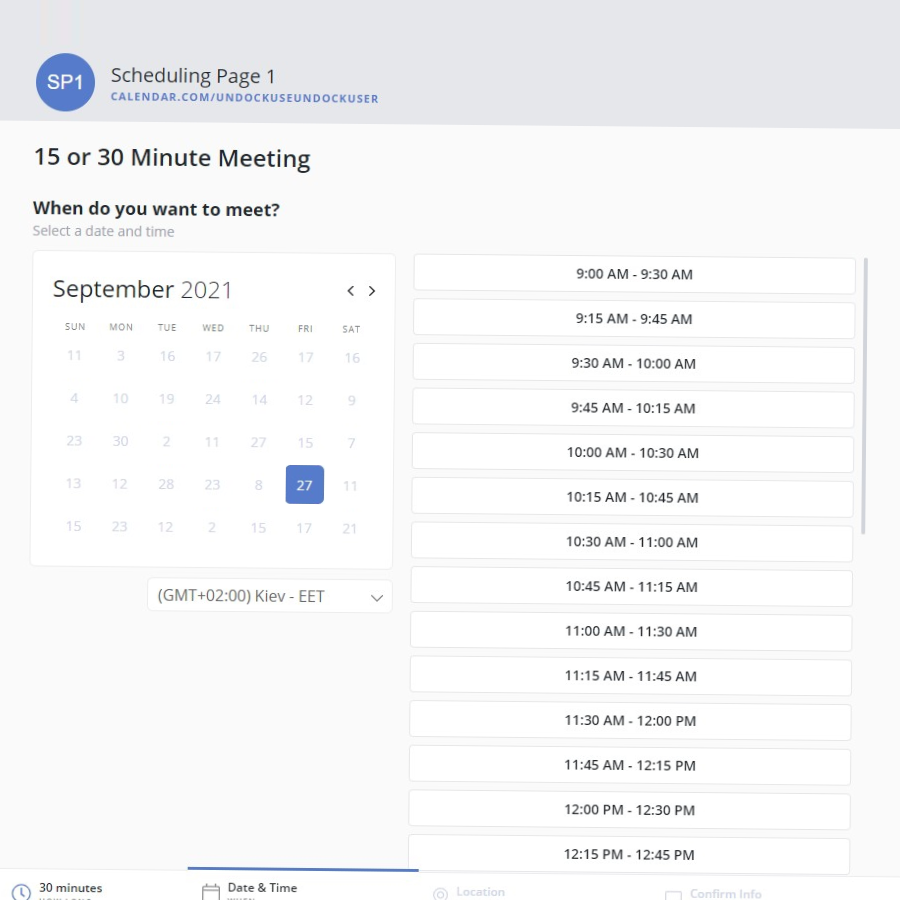 SP1
Scheduling Page 1
CALENDAR.COM/UNDOCKUSEUNDOCKUSER
15 or 30 Minute Meeting
When do you want to meet?
Select a date and time
September 2021
SUN MON TUE WED THU FRI SAT
11 3 16 17 26 17 16
4 10 19 24 14 12 9
23 30 2 11 27 15 7
13 12 28 23 8 27 11
15 23 12 2 15 17 21
(GMT+02:00) Kiev - EET
9:00 AM - 9:30 AM
9:15 AM - 9:45 AM
9:30 AM - 10:00 AM
9:45 AM - 10:15 AM
10:00 AM - 10:30 AM
10:15 AM - 10:45 AM
10:30 AM - 11:00 AM
10:45 AM - 11:15 AM
11:00 AM - 11:30 AM
11:15 AM - 11:45 AM
11:30 AM - 12:00 PM
11:45 AM - 12:15 PM
12:00 PM - 12:30 PM
12:15 PM - 12:45 PM
30 minutes
Date & Time
Location
Confirm Info